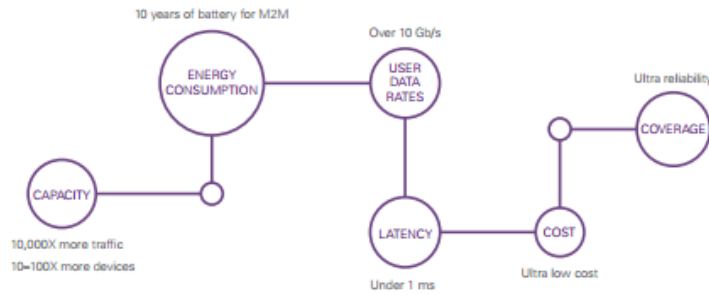 10 years of battery for M2M
ENERGY
CONSUMPTION
Over 10 Gb/s
USER
DATA
RATES
Ultra reliability
COVERAGE
CAPACITY
10,000X more traffic
10=100X more devices
LATENCY
Under 1 ms
COST
Ultra low cost